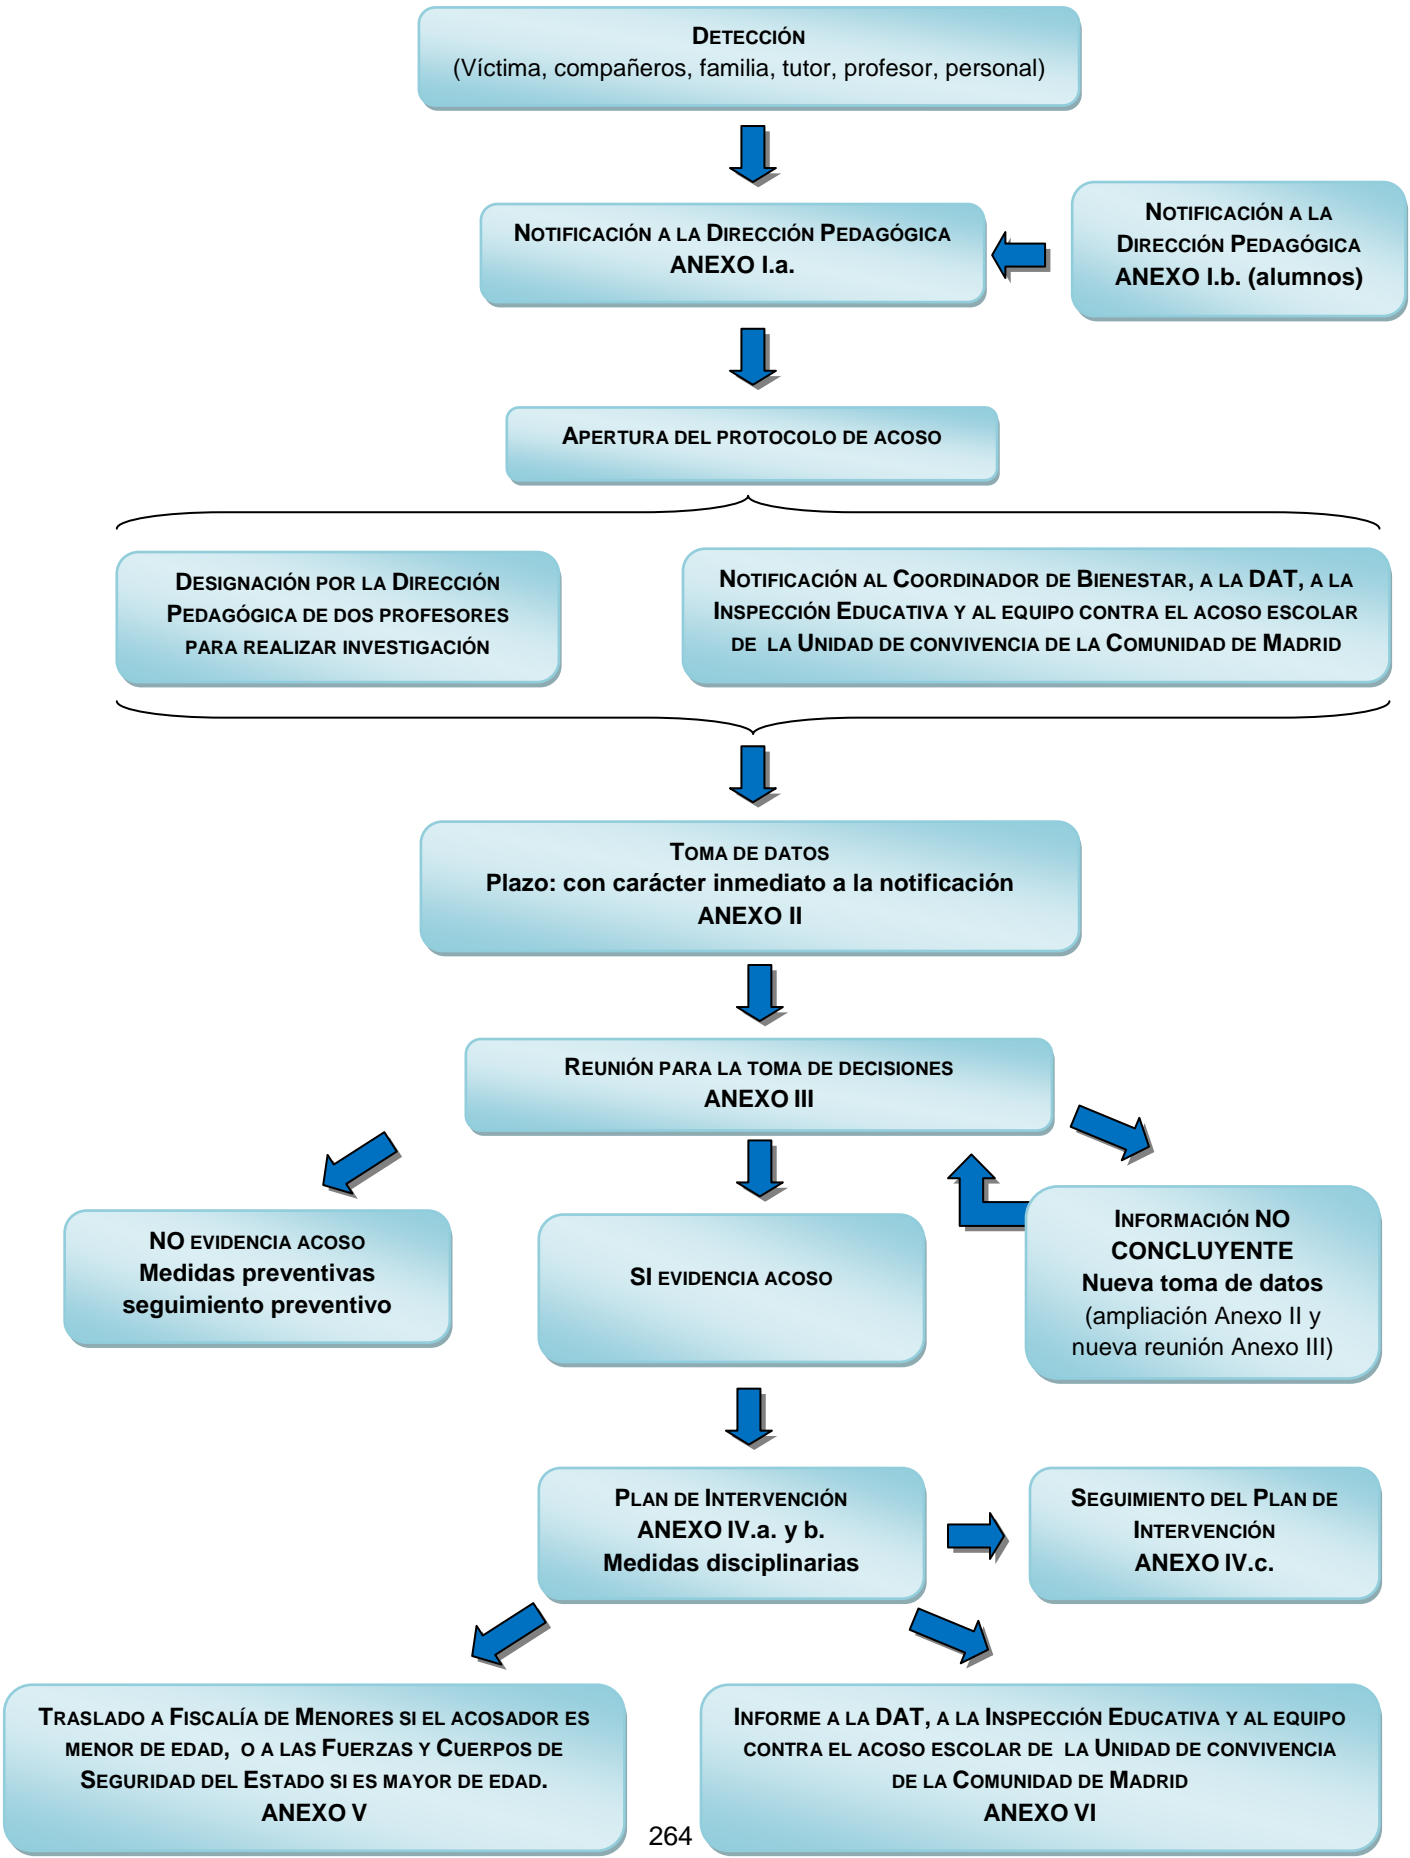 DETECCIÓN
(Víctima, compañeros, familia, tutor, profesor, personal)
NOTIFICACIÓN A LA DIRECCIÓN PEDAGÓGICA
ANEXO I.a.
NOTIFICACIÓN A LA
DIRECCIÓN PEDAGÓGICA
ANEXO I.b. (alumnos)
APERTURA DEL PROTOCOLO DE ACOSO
DESIGNACIÓN POR LA DIRECCIÓN
PEDAGÓGICA DE DOS PROFESORES
PARA REALIZAR INVESTIGACIÓN
NOTIFICACIÓN AL COORDINADOR DE BIENESTAR, A LA DAT, A LA
INSPECCIÓN EDUCATIVA Y AL EQUIPO CONTRA EL ACOSO ESCOLAR
DE LA UNIDAD DE CONVIVENCIA DE LA COMUNIDAD DE MADRID
TOMA DE DATOS
Plazo: con carácter inmediato a la notificación
ANEXO II
REUNIÓN PARA LA TOMA DE DECISIONES
ANEXO III
NO EVIDENCIA ACOSO
Medidas preventivas
seguimiento preventivo
SI EVIDENCIA ACOSO
INFORMACIÓN NO
CONCLUYENTE
Nueva toma de datos
(ampliación Anexo II y
nueva reunión Anexo III)
PLAN DE INTERVENCIÓN
ANEXO IV.a. y b.
Medidas disciplinarias
SEGUIMIENTO DEL PLAN DE
INTERVENCIÓN
ANEXO IV.c.
TRASLADO A FISCALÍA DE MENORES SI EL ACOSADOR ES
MENOR DE EDAD, O A LAS FUERZAS Y CUERPOS DE
SEGURIDAD DEL ESTADO SI ES MAYOR DE EDAD.
ANEXO V
INFORME A LA DAT, A LA INSPECCIÓN EDUCATIVA Y AL EQUIPO
CONTRA EL ACOSO ESCOLAR DE LA UNIDAD DE CONVIVENCIA
DE LA COMUNIDAD DE MADRID
ANEXO VI
264